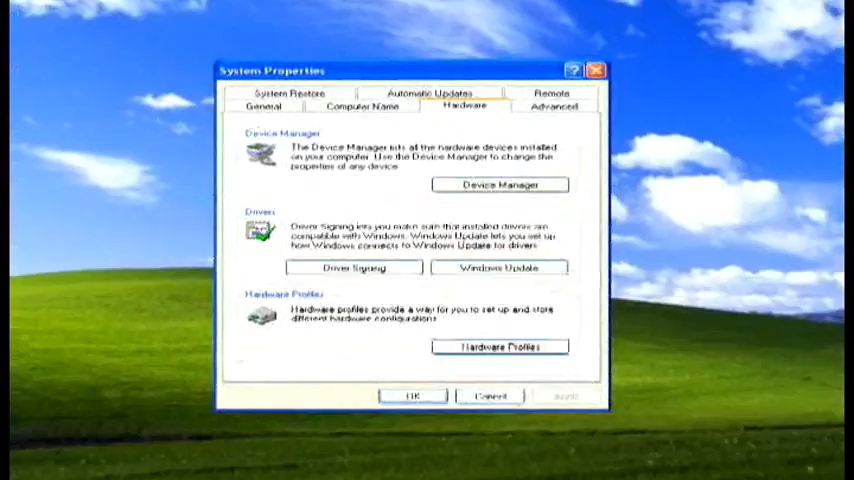 System Properties
System Restore Automatic Updates Remote
General Computer Name Hardware Advanced
Device Manager
The Device Manager lists all the hardware devices installed
on your computer. Use the Device Manager to change the
properties of any device
Device Manager
Drivers
Driver Signing lets you make sure that installed drivers are
compatible with Windows. Windows Update lets you set up
how Windows connects to Windows Update for drivers
Driver Signing Windows Update
Hardware Profiles
Hardware profiles provide a way for you to set up and store
different hardware configurations
Hardware Profiles
OK Cancel Apply